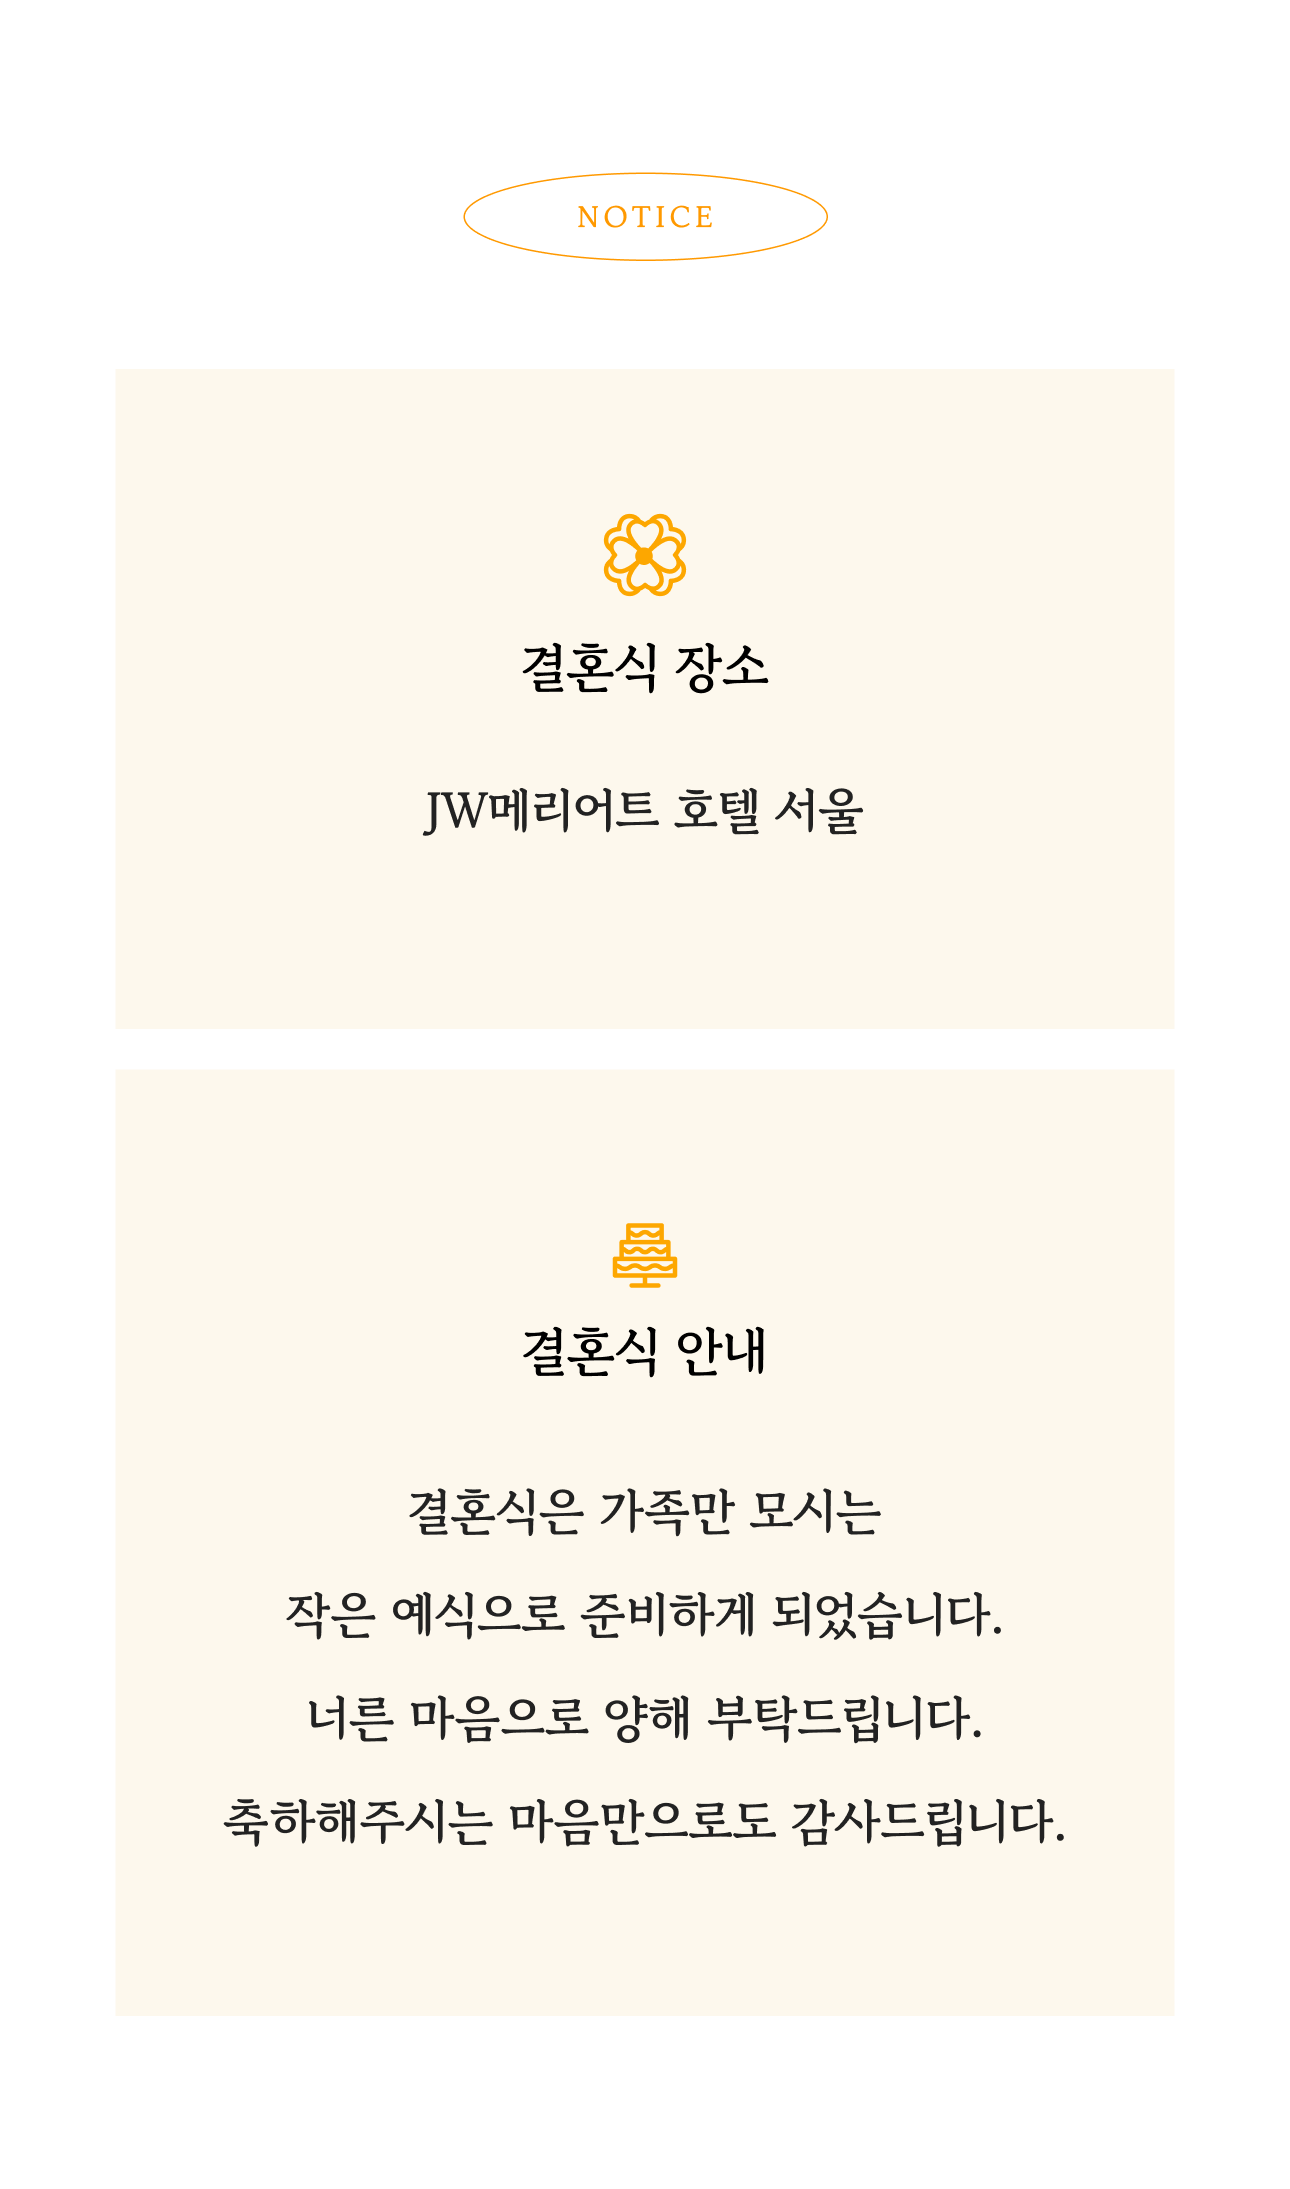 NOTICE
결혼식 장소
JW메리어트 호텔 서울
결혼식 안내
결혼식은 가족만 모시는
작은 예식으로 준비하게 되었습니다.
너른 마음으로 양해 부탁드립니다.
축하해주시는 마음만으로도 감사드립니다.